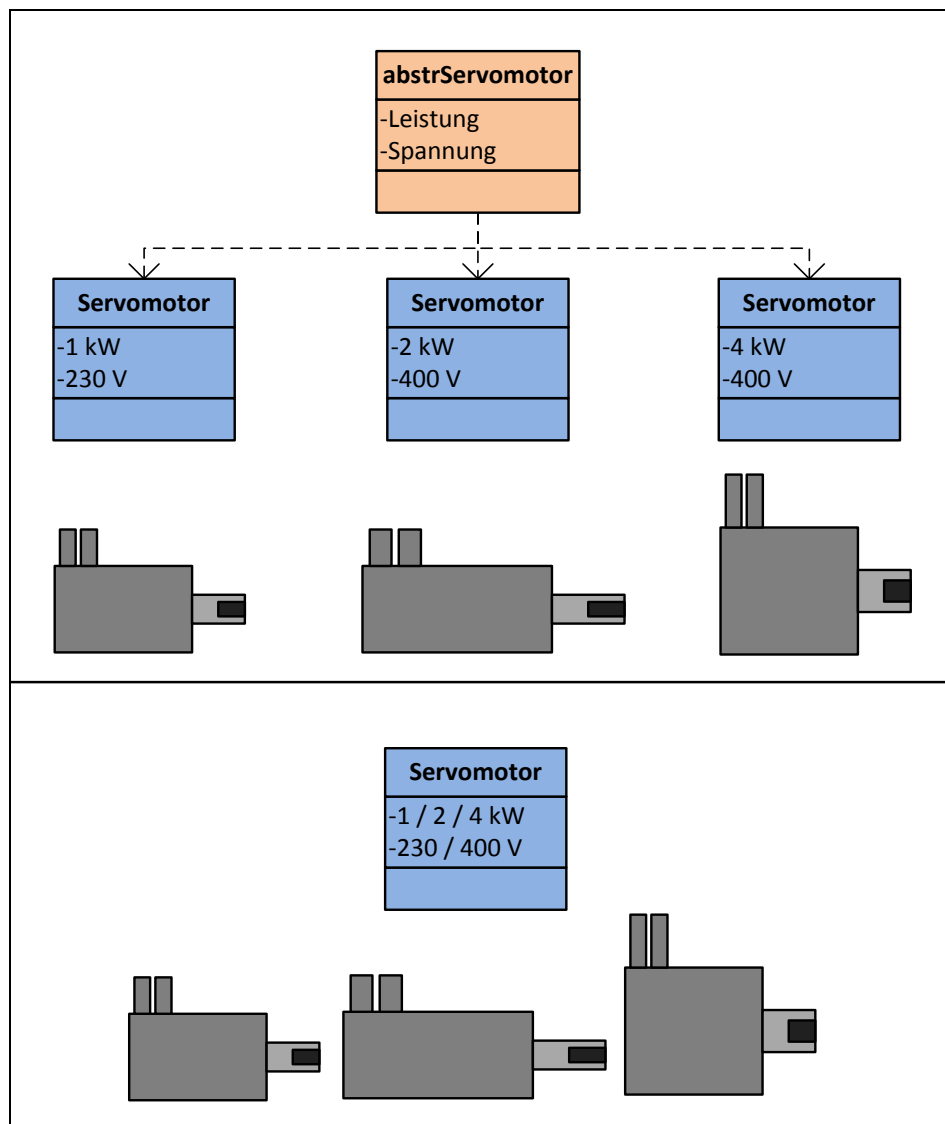 abstrServomotor
-Leistung
-Spannung
Servomotor
-1 kW
-230 V
Servomotor
-2 kW
-400 V
Servomotor
-4 kW
-400 V
Servomotor
-1 / 2 / 4 kW
-230 / 400 V